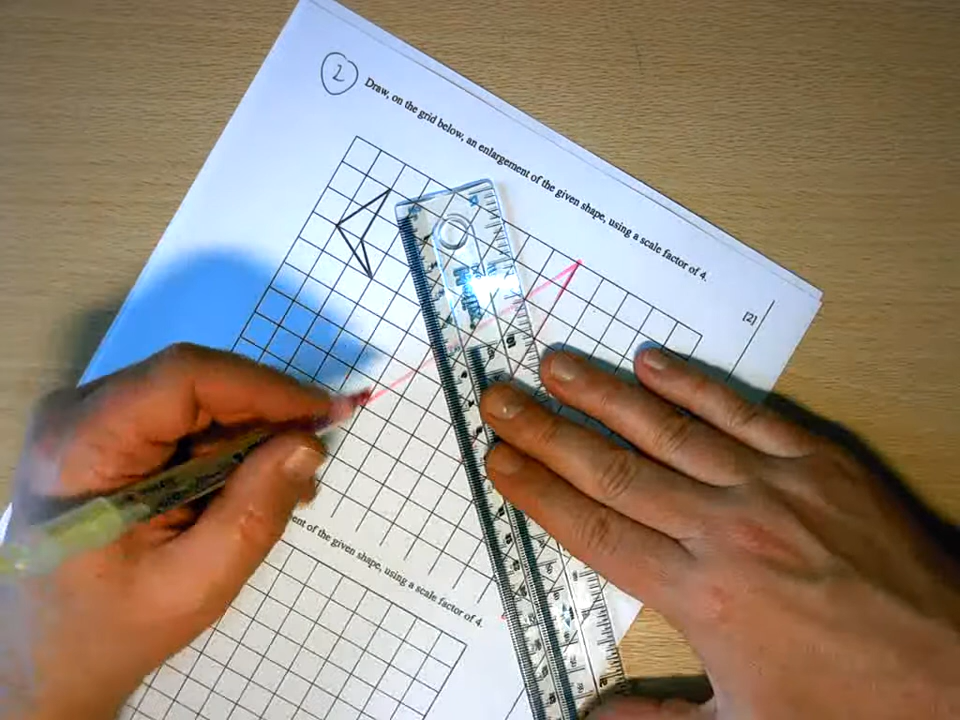 2
Draw, on the grid below, an enlargement of the given shape, using a scale factor of 4.
[2]
ent of the given shape, using a scale factor of 4.